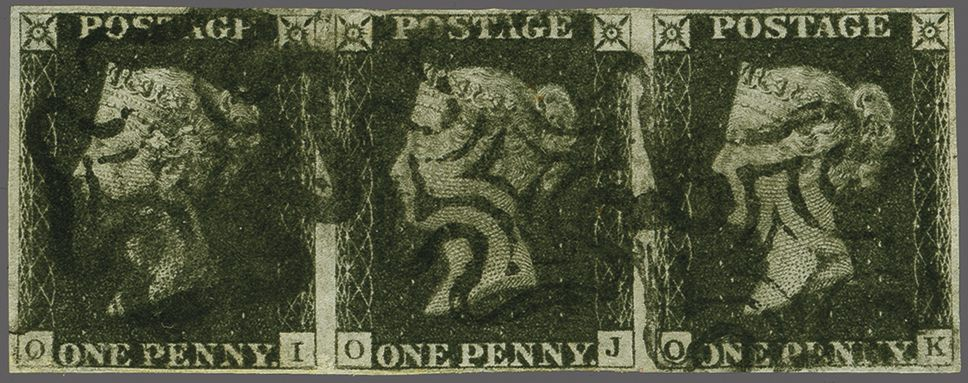 POSTAGE POSTAGE POSTAGE
O ONE PENNY. I O ONE PENNY. J O ONE PENNY. K